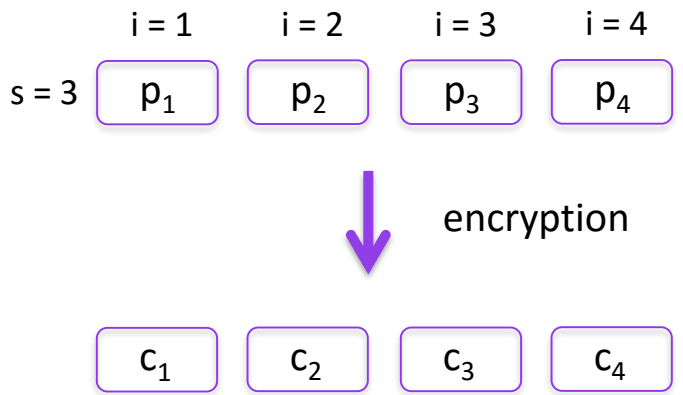 i = 1 i = 2 i = 3 i = 4
s = 3 p₁ p₂ p₃ p₄
encryption
c₁ c₂ c₃ c₄